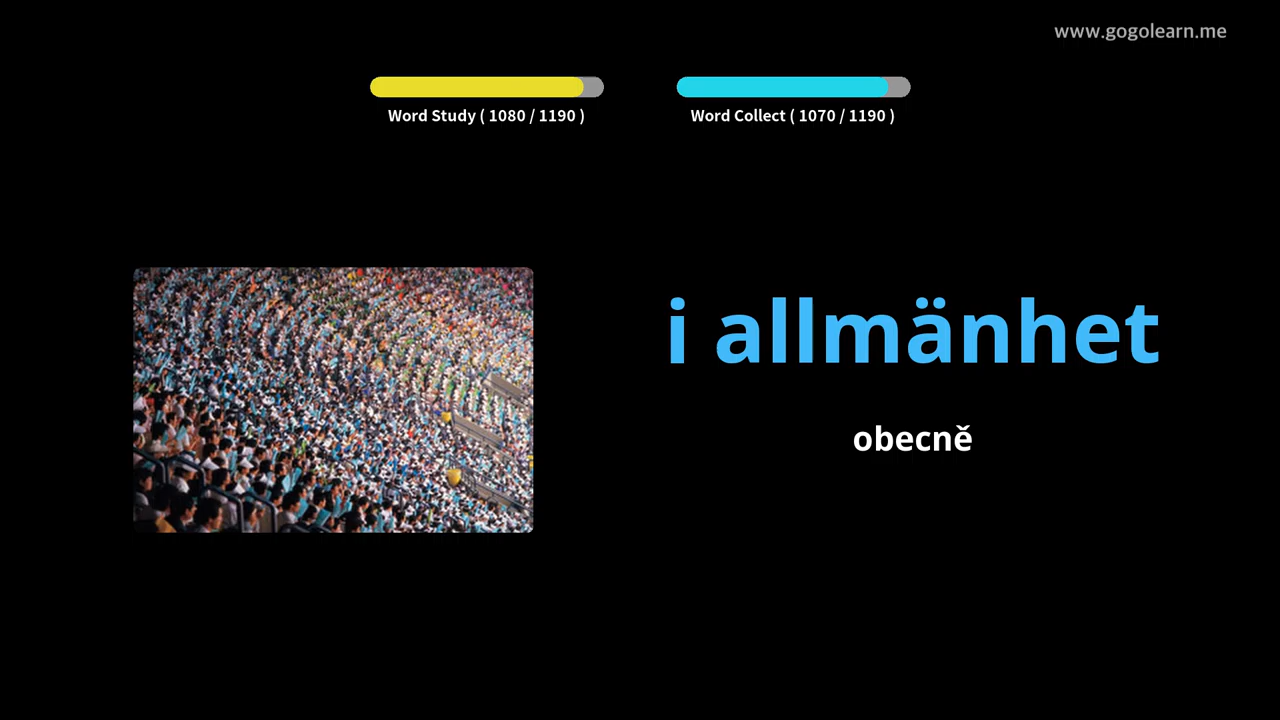 www.gogolearn.me
Word Study ( 1080 / 1190 )
Word Collect ( 1070 / 1190 )
i allmänhet
obecně